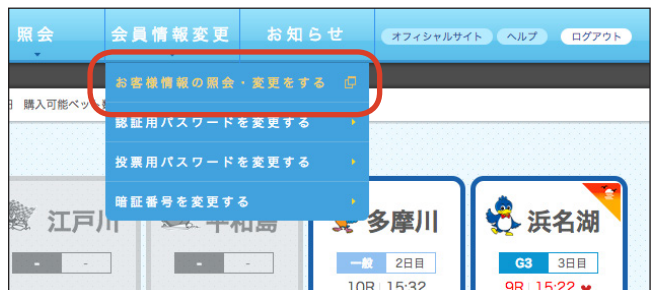 照会 会員情報変更 お知らせ オフィシャルサイト ヘルプ ログアウト
お客様情報の照会・変更をする
購入可能ベット
認証用パスワードを変更する
投票用パスワードを変更する
暗証番号を変更する
江戸川 平和島 多摩川 浜名湖
- - - - 一般 2日目 G3 3日目
10R 15:32 9R 15:22